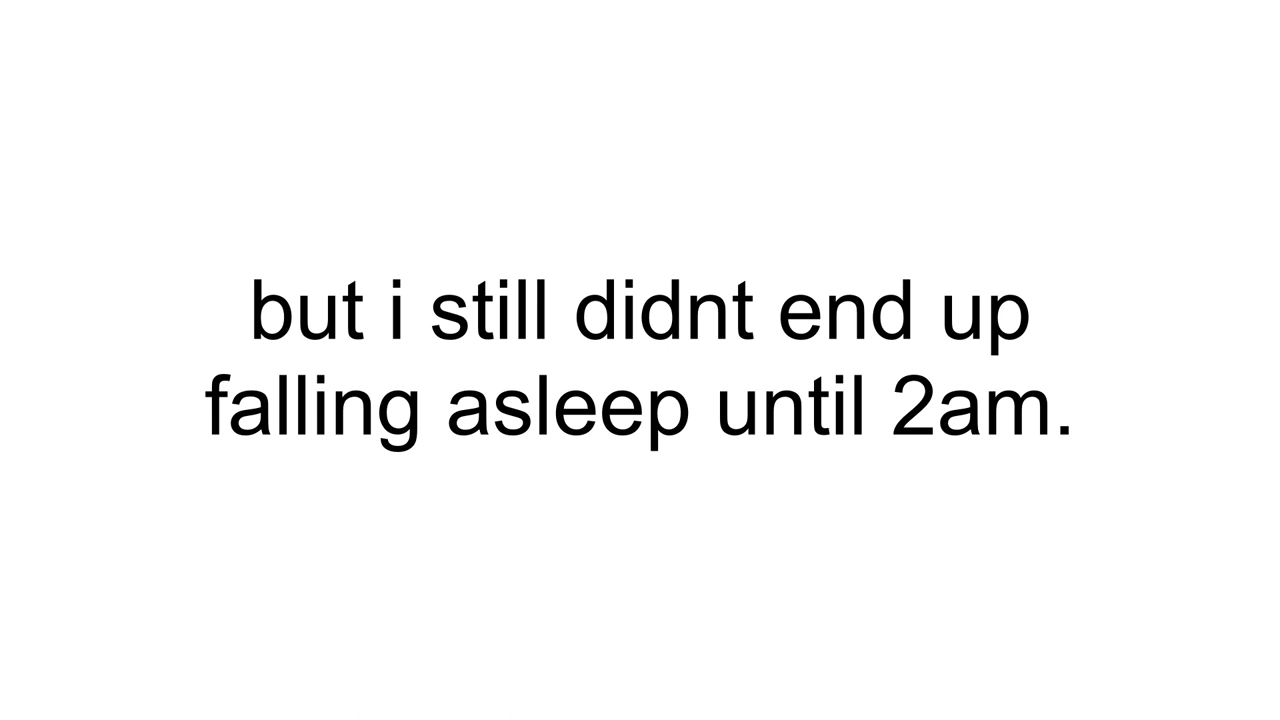 but i still didnt end up
falling asleep until 2am.